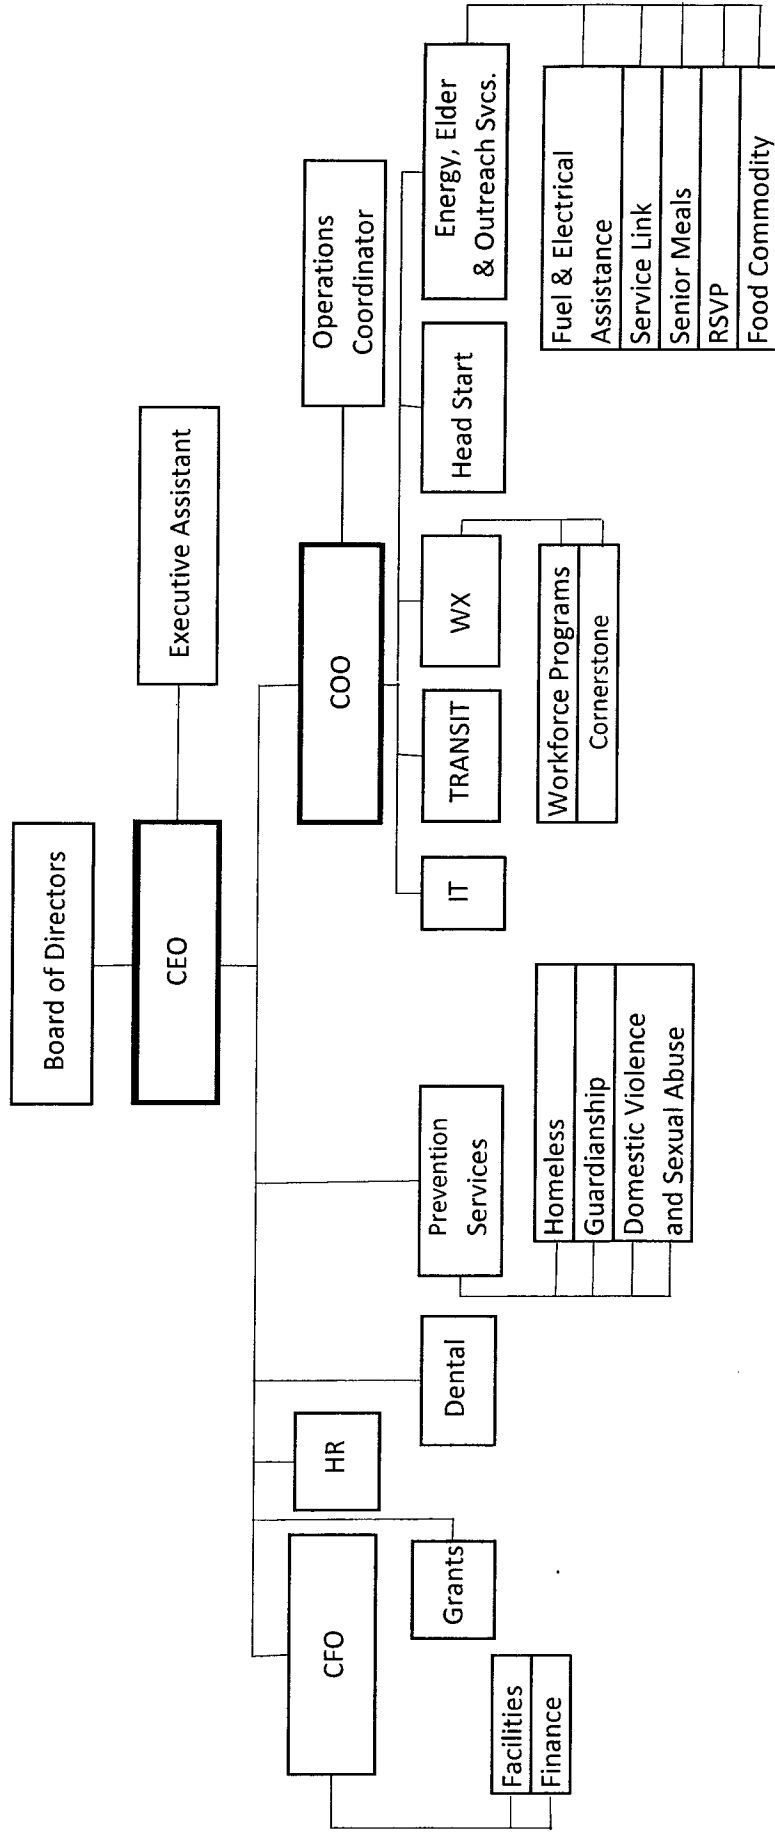 Board of Directors
CEO
Executive Assistant
CFO
HR
COO
Operations
Coordinator
Grants
Dental
Prevention
Services
IT
TRANSIT
WX
Head Start
Energy, Elder
& Outreach Svcs.
Facilities
Finance
Homeless
Guardianship
Domestic Violence
and Sexual Abuse
Workforce Programs
Cornerstone
Fuel & Electrical
Assistance
Service Link
Senior Meals
RSVP
Food Commodity